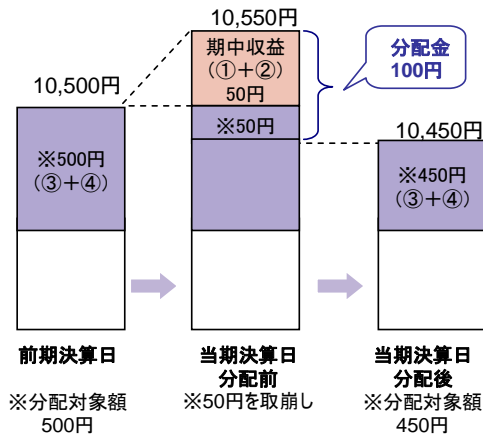 10,550円
期中収益
(①+②)
50円
分配金
100円
10,500円
※50円
10,450円
※500円
(③+④)
※450円
(③+④)
前期決算日
当期決算日
分配前
当期決算日
分配後
※分配対象額
500円
※50円を取崩し
※分配対象額
450円